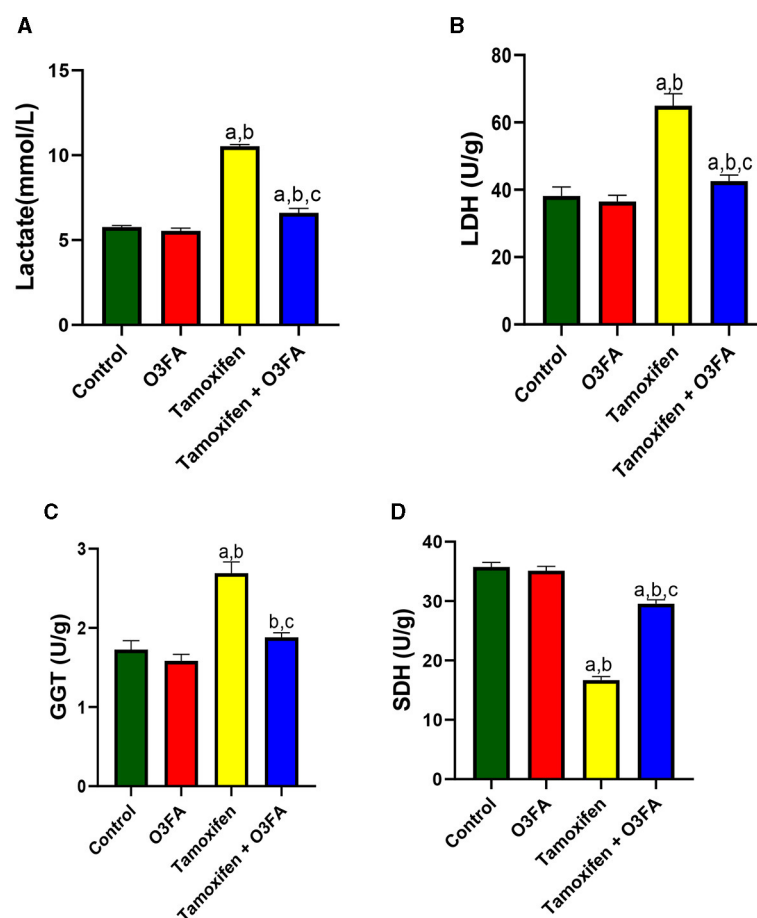 A
Lactate(mmol/L)
15
10
5
0
a,b
a,b,c
Control
O3FA
Tamoxifen
Tamoxifen + O3FA
B
LDH (U/g)
80
60
40
20
0
a,b
a,b,c
Control
O3FA
Tamoxifen
Tamoxifen + O3FA
C
GGT (U/g)
3
2
1
0
a,b
b,c
Control
O3FA
Tamoxifen
Tamoxifen + O3FA
D
SDH (U/g)
40
30
20
10
0
a,b
a,b,c
Control
O3FA
Tamoxifen
Tamoxifen + O3FA